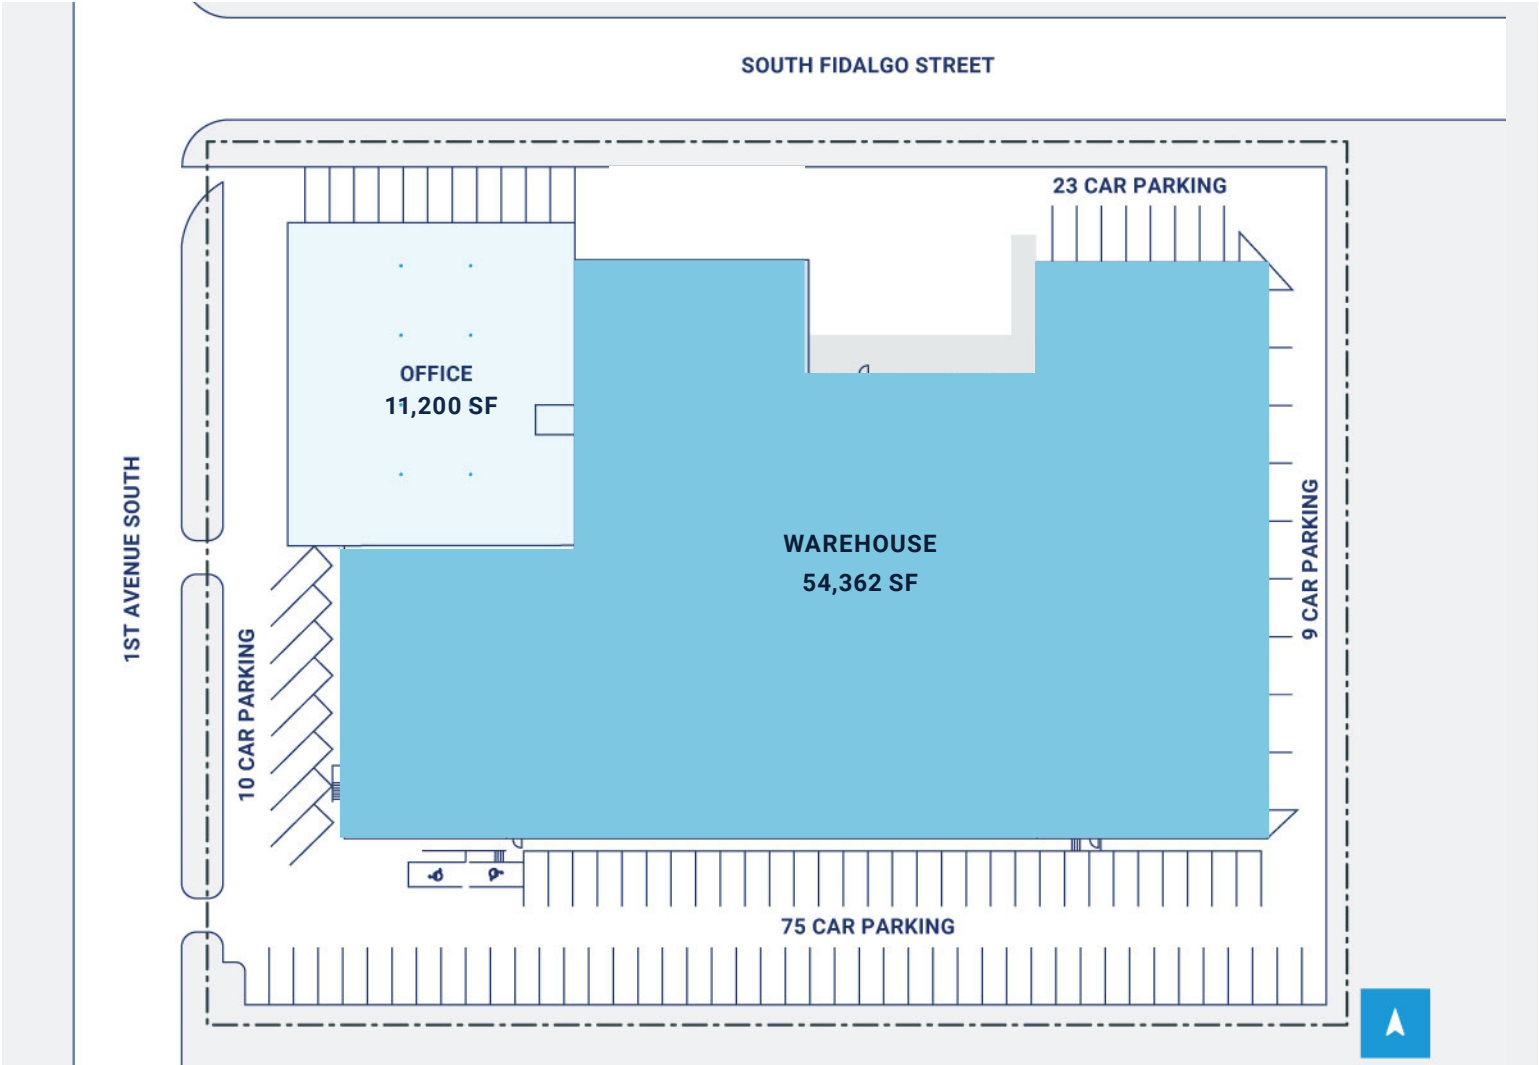 SOUTH FIDALGO STREET
23 CAR PARKING
OFFICE
11,200 SF
1ST AVENUE SOUTH
WAREHOUSE
54,362 SF
9 CAR PARKING
10 CAR PARKING
75 CAR PARKING